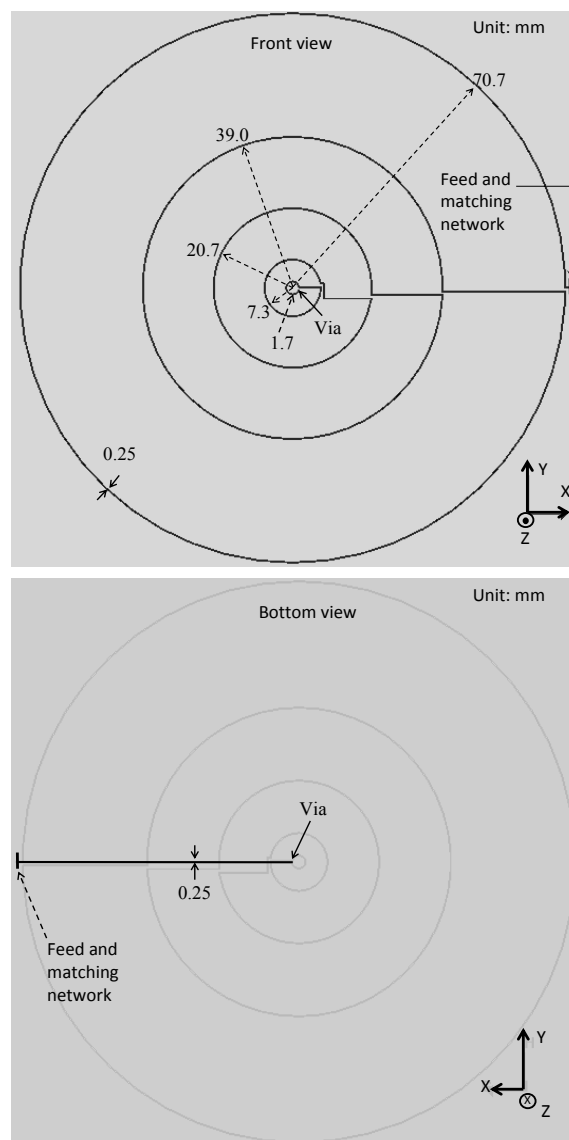 Front view
Unit: mm
70.7
39.0
Feed and
matching
network
20.7
7.3
Via
1.7
0.25
Y
X
Z
Unit: mm
Bottom view
Via
0.25
Feed and
matching
network
Y
X
X
Z